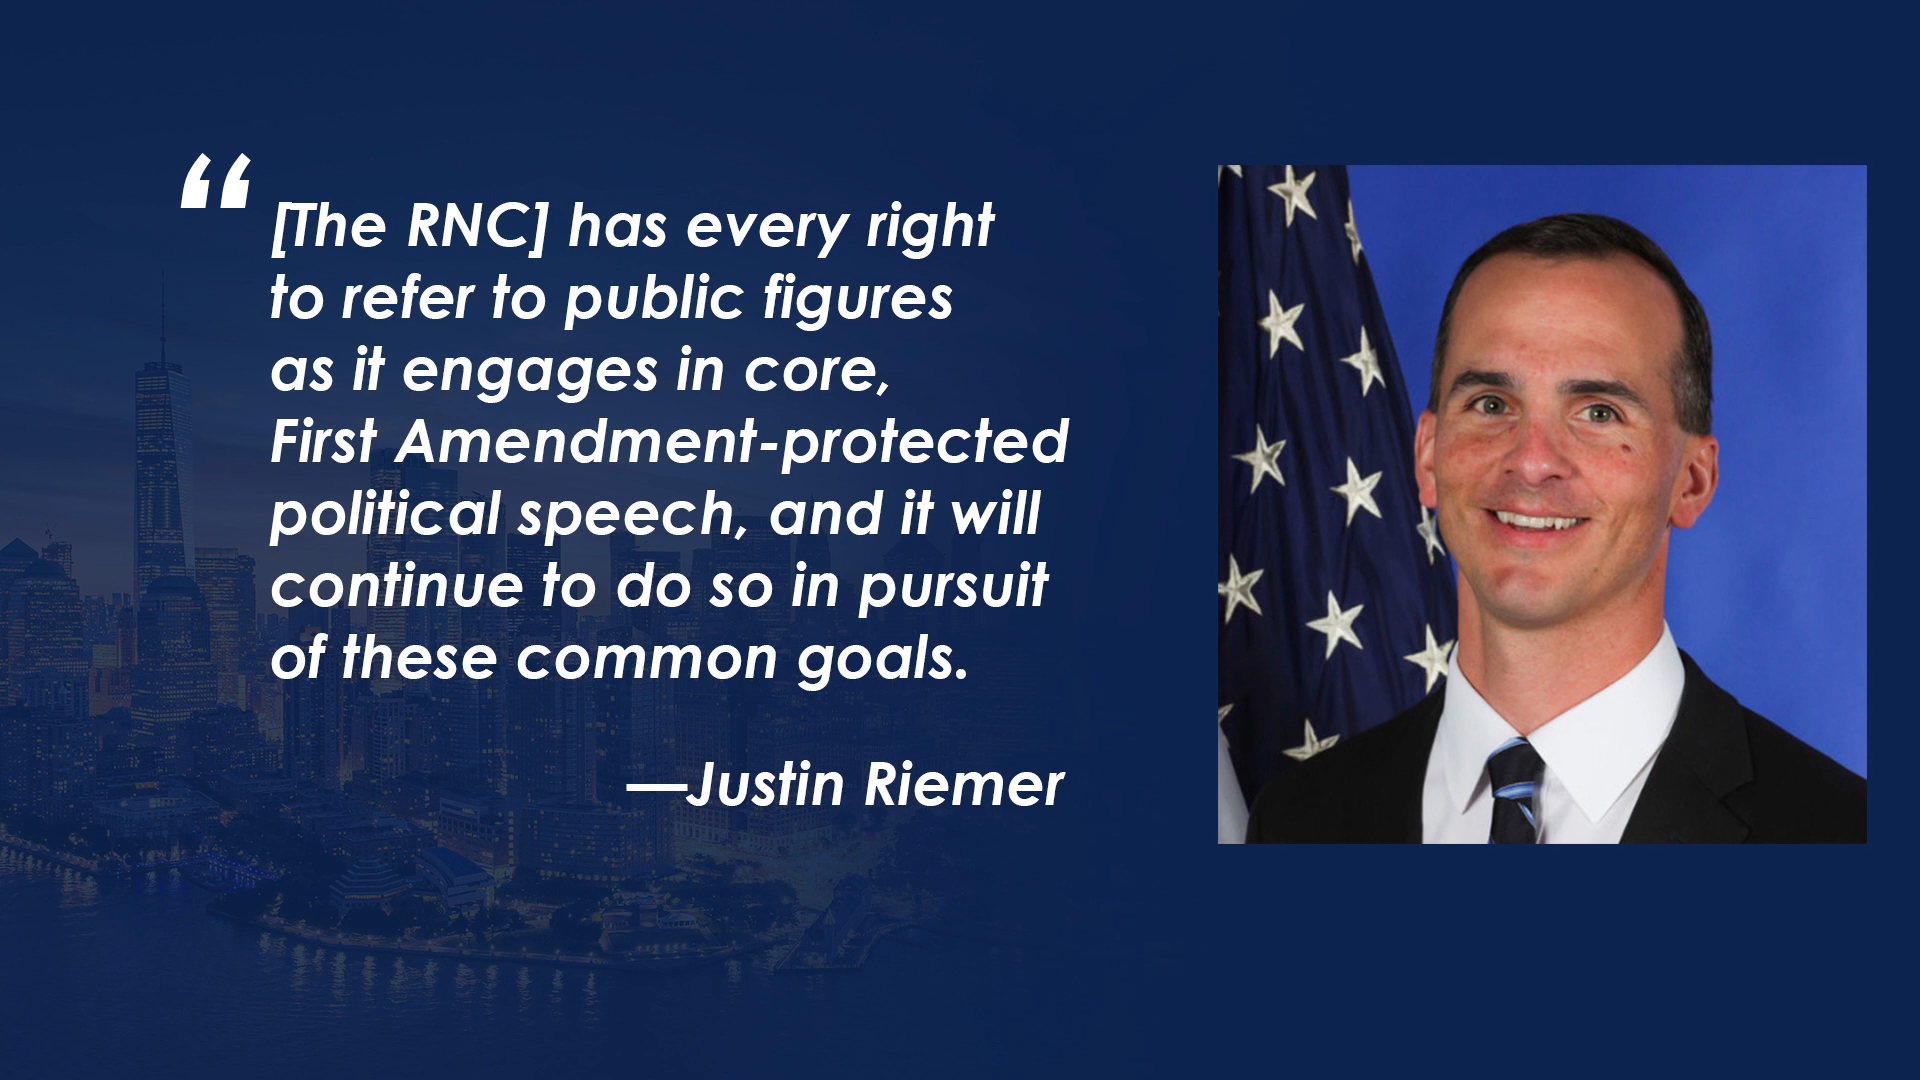 “[The RNC] has every right
to refer to public figures
as it engages in core,
First Amendment-protected
political speech, and it will
continue to do so in pursuit
of these common goals.
—Justin Riemer